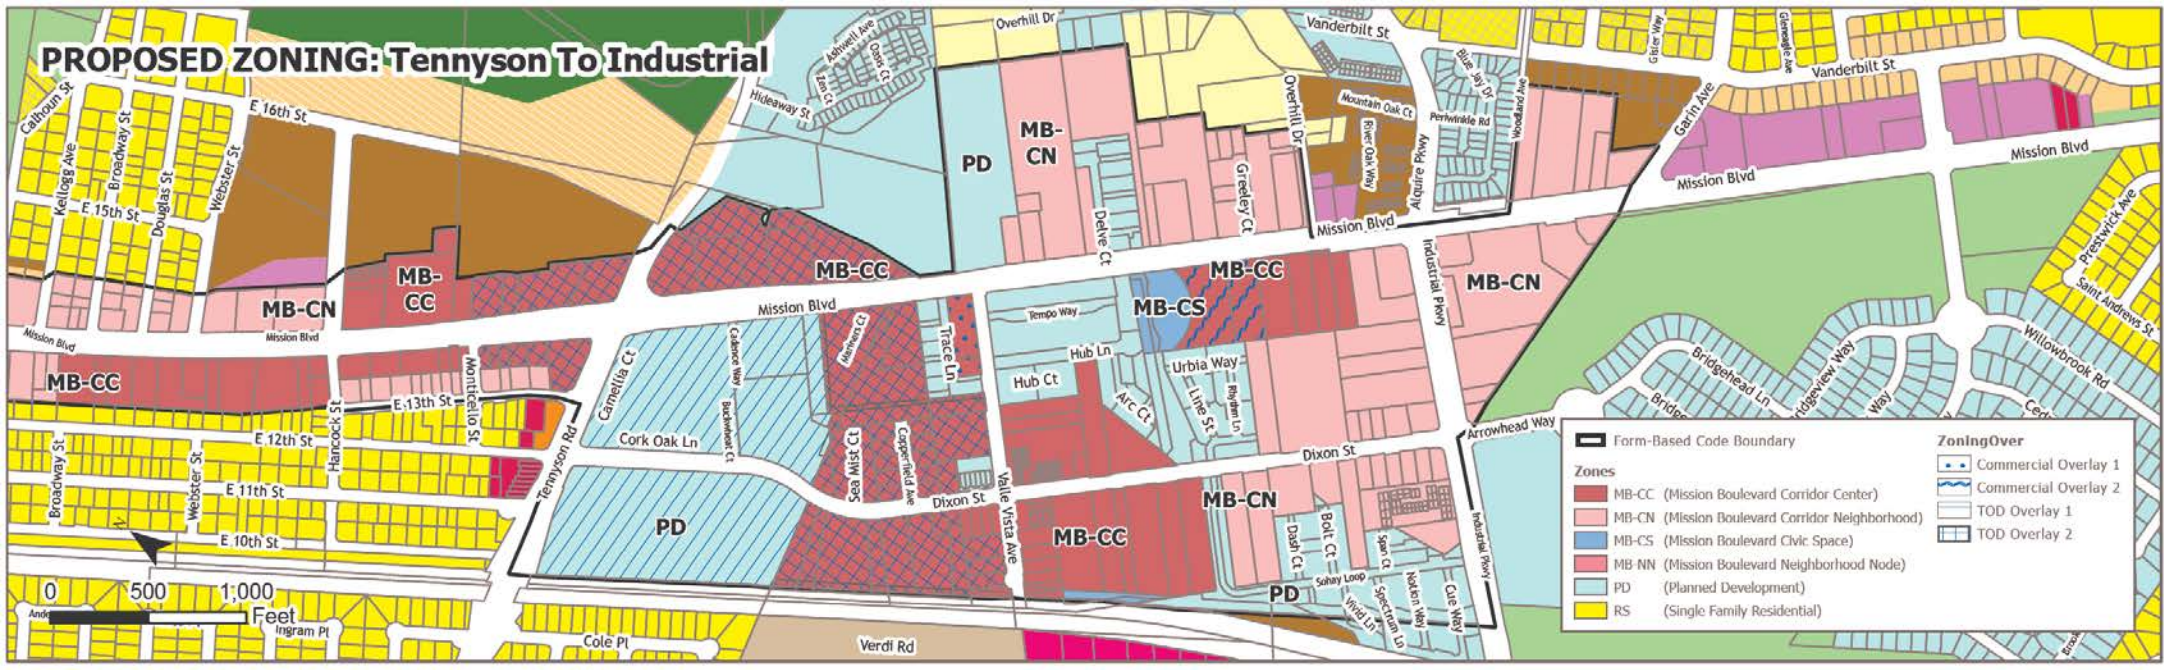 PROPOSED ZONING: Tennyson To Industrial
Calhoun St
Kellogg Ave
Broadway St
Douglas St
Webster St
E 16th St
E 15th St
Hideaway St
Zen Ct
Ashwell Ave
Oasis Ct
Overhill Dr
Vanderbilt St
Blue Jay Dr
Periwinkle Rd
Woodland Ave
Gisler Way
Gleneagle Ave
Vanderbilt St
Garin Ave
Mission Blvd
Mission Blvd
Overhill Dr
Mountain Oak Ct
River Oak Way
Alquire Pkwy
Greeley Ct
Delve Ct
MB-
CN
PD
MB-
CC
MB-CN
MB-CC
Mission Blvd
Mission Blvd
Mission Blvd
Mission Blvd
MB-CC
MB-CS
MB-CN
Industrial Pkwy
MB-CC
Monticello St
E 13th St
E 12th St
E 11th St
E 10th St
Hancock St
Broadway St
Webster St
Tennyson Rd
Camellia Ct
Cadence Way
Buckwheat Ct
Cork Oak Ln
Mariners Ct
Trace Ln
Tempo Way
Hub Ln
Hub Ct
Arc Ct
Urbia Way
Line St
Rhythm Ln
Sea Mist Ct
Copperfield Ave
Dixon St
Dixon St
Valle Vista Ave
PD
MB-CC
MB-CN
PD
Dash Ct
Bolt Ct
Span Ct
Suhay Loop
Vivid Ln
Spectrum Ln
Notion Way
Cue Way
Industrial Pkwy
Arrowhead Way
Bridgehead Ln
Willowbrook Rd
Saint Andrews St
Prestwick Ave
Way
N
0 500 1,000
Feet
Ingram Pl
Cole Pl
Verdi Rd
Form-Based Code Boundary
Zones
MB-CC (Mission Boulevard Corridor Center)
MB-CN (Mission Boulevard Corridor Neighborhood)
MB-CS (Mission Boulevard Civic Space)
MB-NN (Mission Boulevard Neighborhood Node)
PD (Planned Development)
RS (Single Family Residential)
ZoningOver
Commercial Overlay 1
Commercial Overlay 2
TOD Overlay 1
TOD Overlay 2